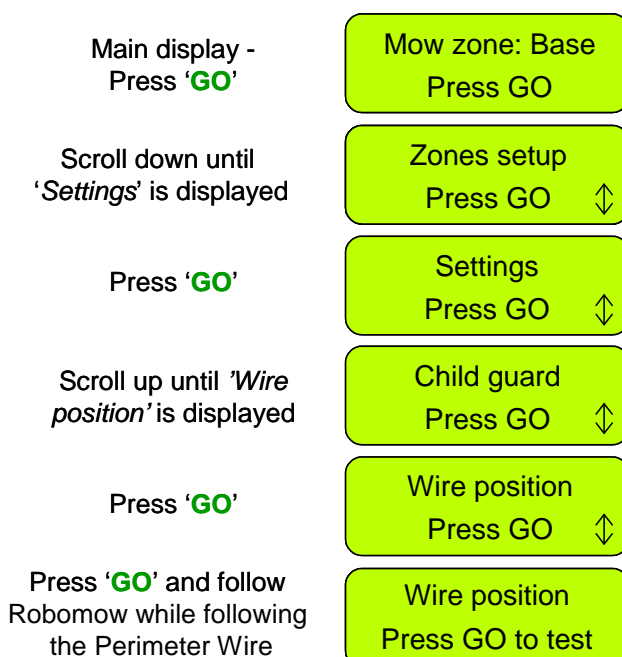 Main display -
Press ‘GO’
Mow zone: Base
Press GO
Scroll down until
‘Settings’ is displayed
Zones setup
Press GO ↕
Press ‘GO’
Settings
Press GO ↕
Scroll up until ’Wire
position’ is displayed
Child guard
Press GO ↕
Press ‘GO’
Wire position
Press GO ↕
Press ‘GO’ and follow
Robomow while following
the Perimeter Wire
Wire position
Press GO to test